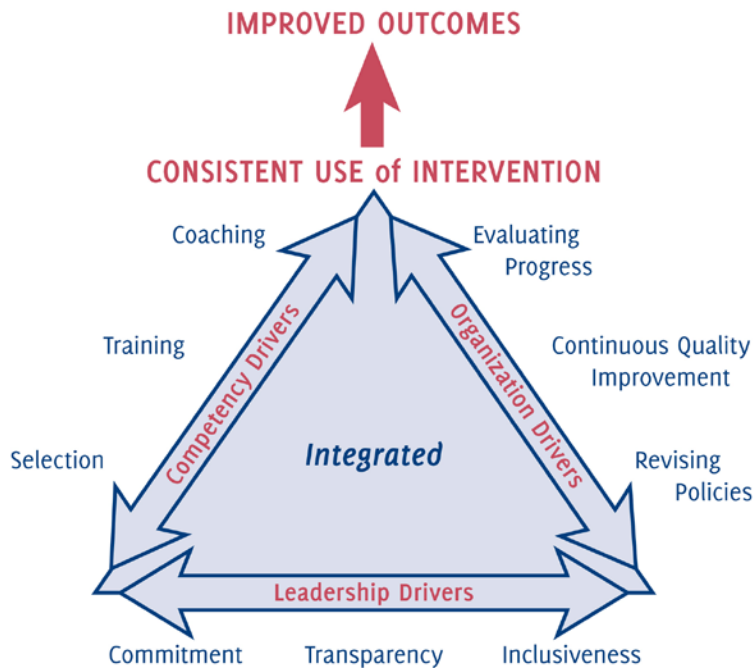 IMPROVED OUTCOMES
CONSISTENT USE of INTERVENTION
Coaching
Evaluating
Progress
Training
Competency Drivers
Organization Drivers
Continuous Quality
Improvement
Selection
Integrated
Revising
Policies
Leadership Drivers
Commitment
Transparency
Inclusiveness